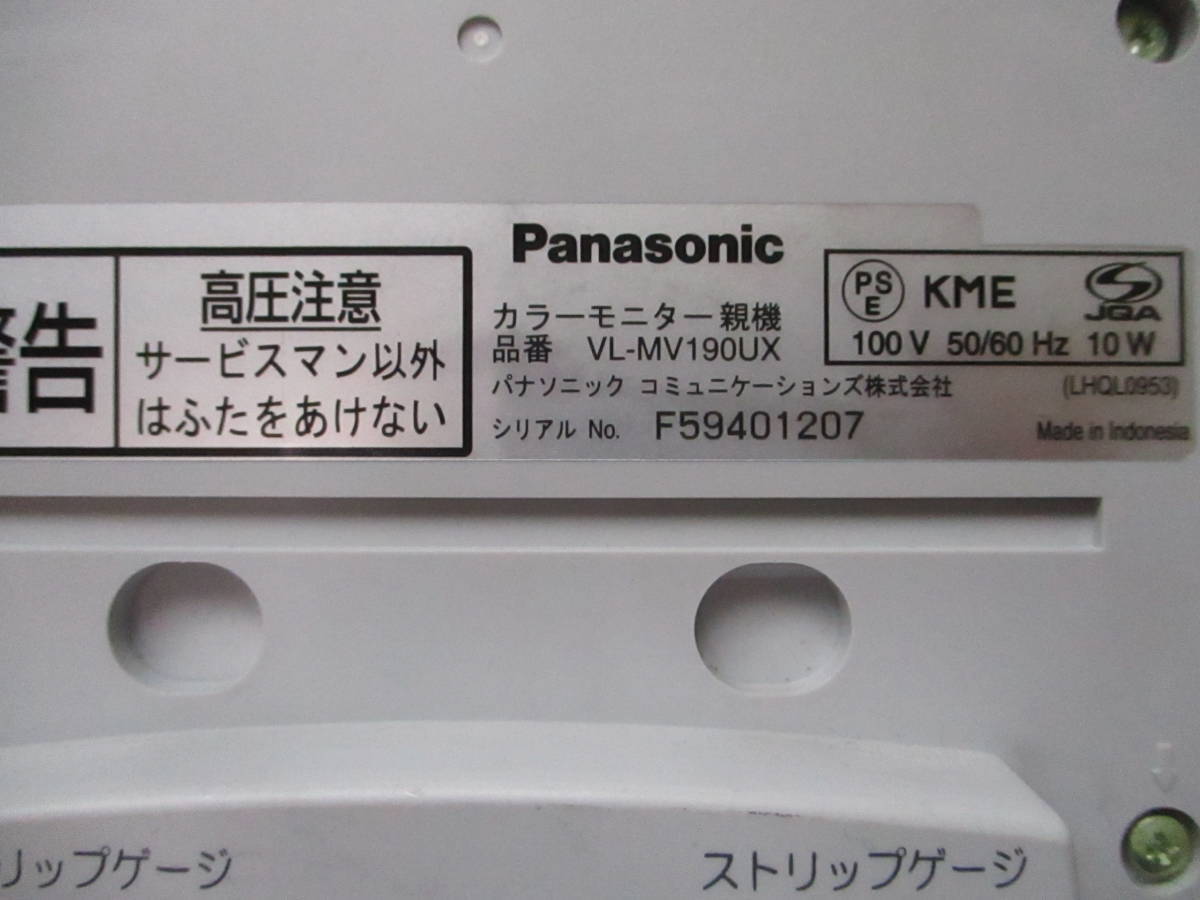 警告
高圧注意
サービスマン以外
はふたをあけない
Panasonic
カラーモニター親機
品番 VL-MV190UX
パナソニック コミュニケーションズ株式会社
シリアル No. F59401207
PS E KME JQA
100 V 50/60 Hz 10 W
(LHQL0953)
Made in Indonesia
リップゲージ
ストリップゲージ